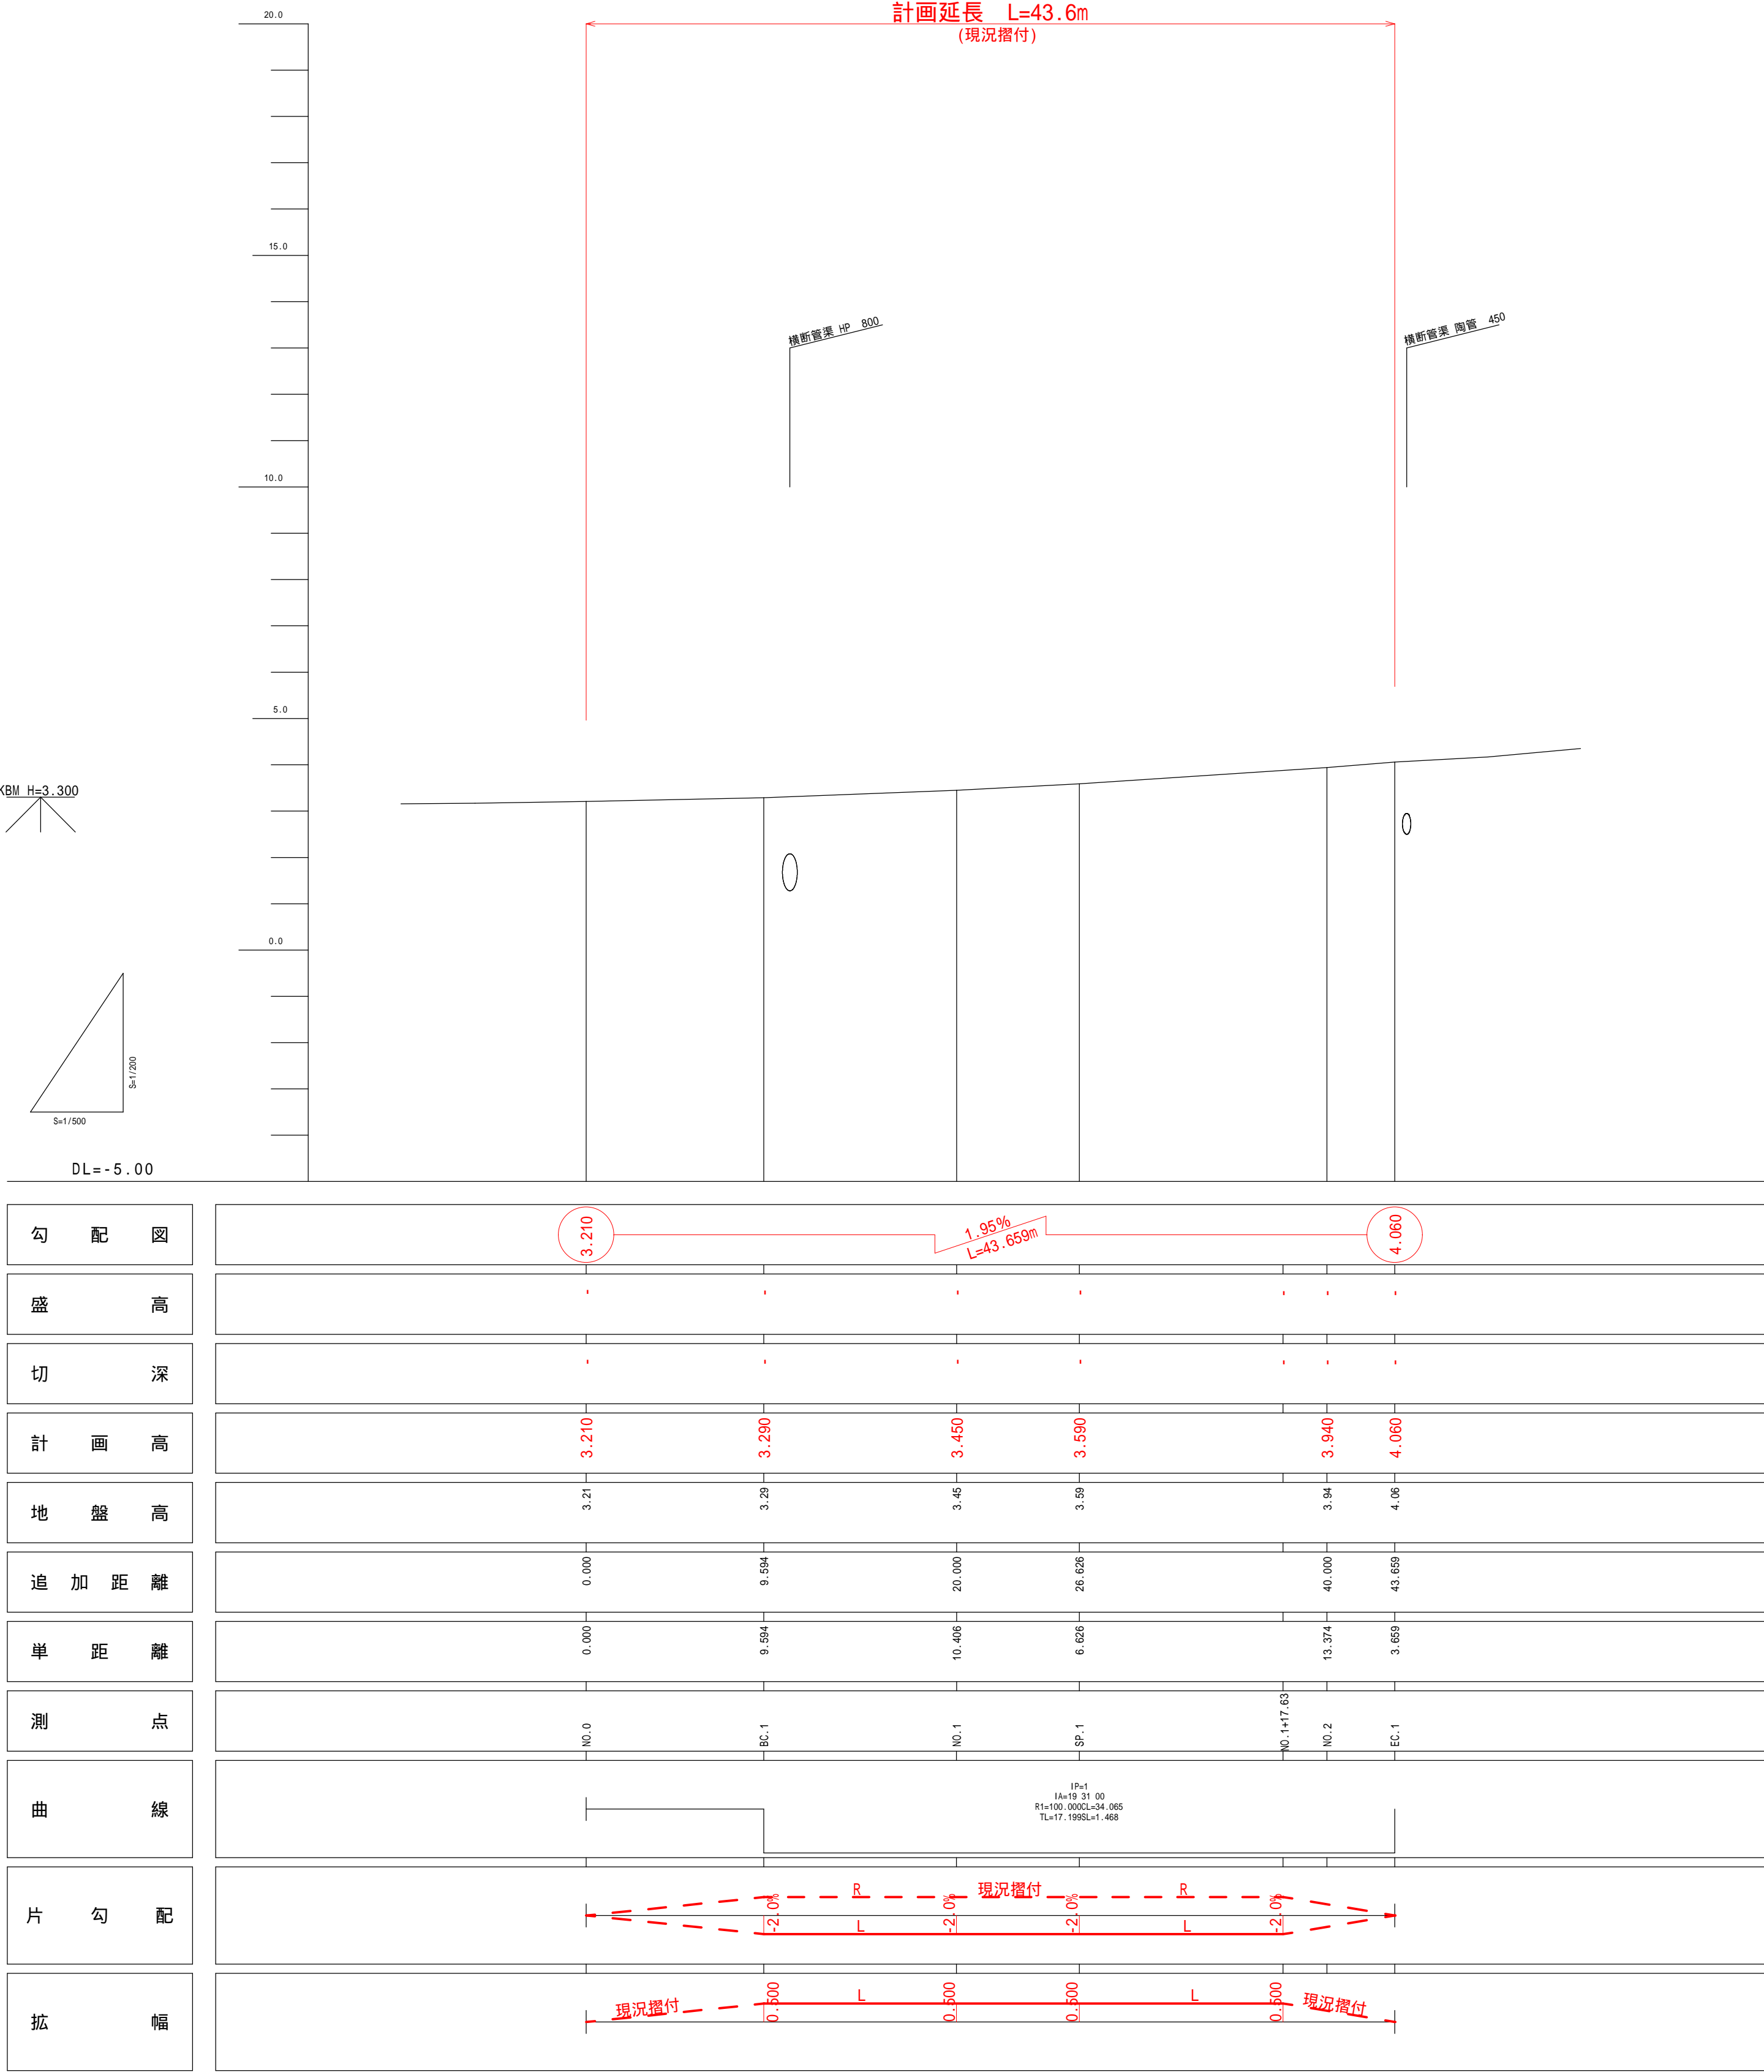 計画延長 L=43.6m
(現況摺付)
20.0
15.0
10.0
5.0
0.0
横断管渠 HP 800
横断管渠 陶管 450
KBM H=3.300
S=1/200
S=1/500
DL=-5.00
勾配図
3.210
1.95%
L=43.659m
4.060
盛高
- - - - - - -
切深
- - - - - - -
計画高
3.210 3.290 3.450 3.590 3.940 4.060
地盤高
3.21 3.29 3.45 3.59 3.94 4.06
追加距離
0.000 9.594 20.000 26.626 40.000 43.659
単距離
0.000 9.594 10.406 6.626 13.374 3.659
測点
NO.0 BC.1 NO.1 SP.1 NO.1+17.63 NO.2 EC.1
曲線
IP=1
IA=19 31 00
R1=100.000CL=34.065
TL=17.199SL=1.468
片勾配
R 現況摺付 R
-2.0% -2.0% -2.0% -2.0%
L L
拡幅
現況摺付 0.500 L 0.500 0.500 L 0.500 現況摺付